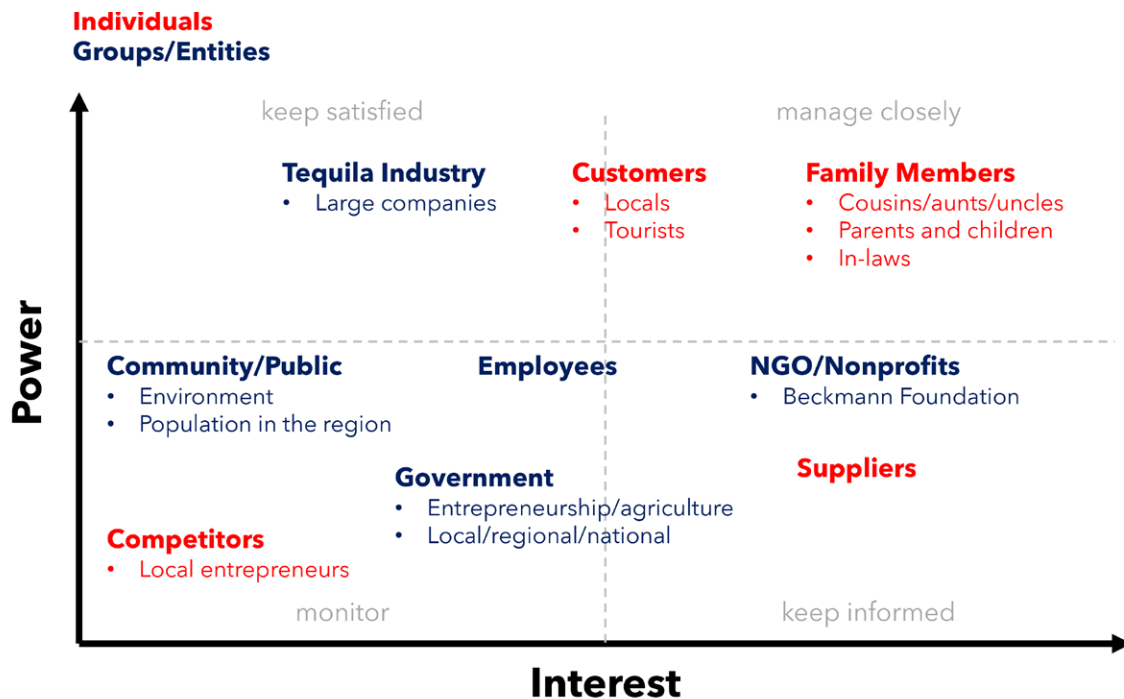 Individuals
Groups/Entities
keep satisfied
manage closely
Tequila Industry
• Large companies
Customers
• Locals
• Tourists
Family Members
• Cousins/aunts/uncles
• Parents and children
• In-laws
Power
Community/Public
• Environment
• Population in the region
Employees
NGO/Nonprofits
• Beckmann Foundation
Government
• Entrepreneurship/agriculture
• Local/regional/national
Suppliers
Competitors
• Local entrepreneurs
monitor
keep informed
Interest